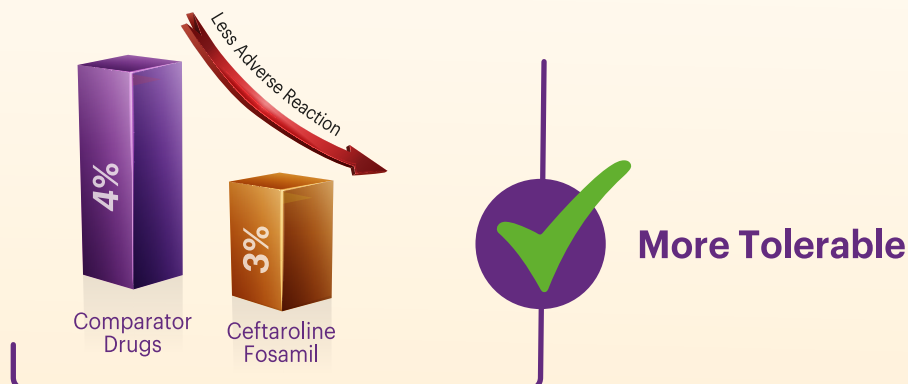 Less Adverse Reaction
4%
3%
Comparator
Drugs
Ceftaroline
Fosamil
More Tolerable